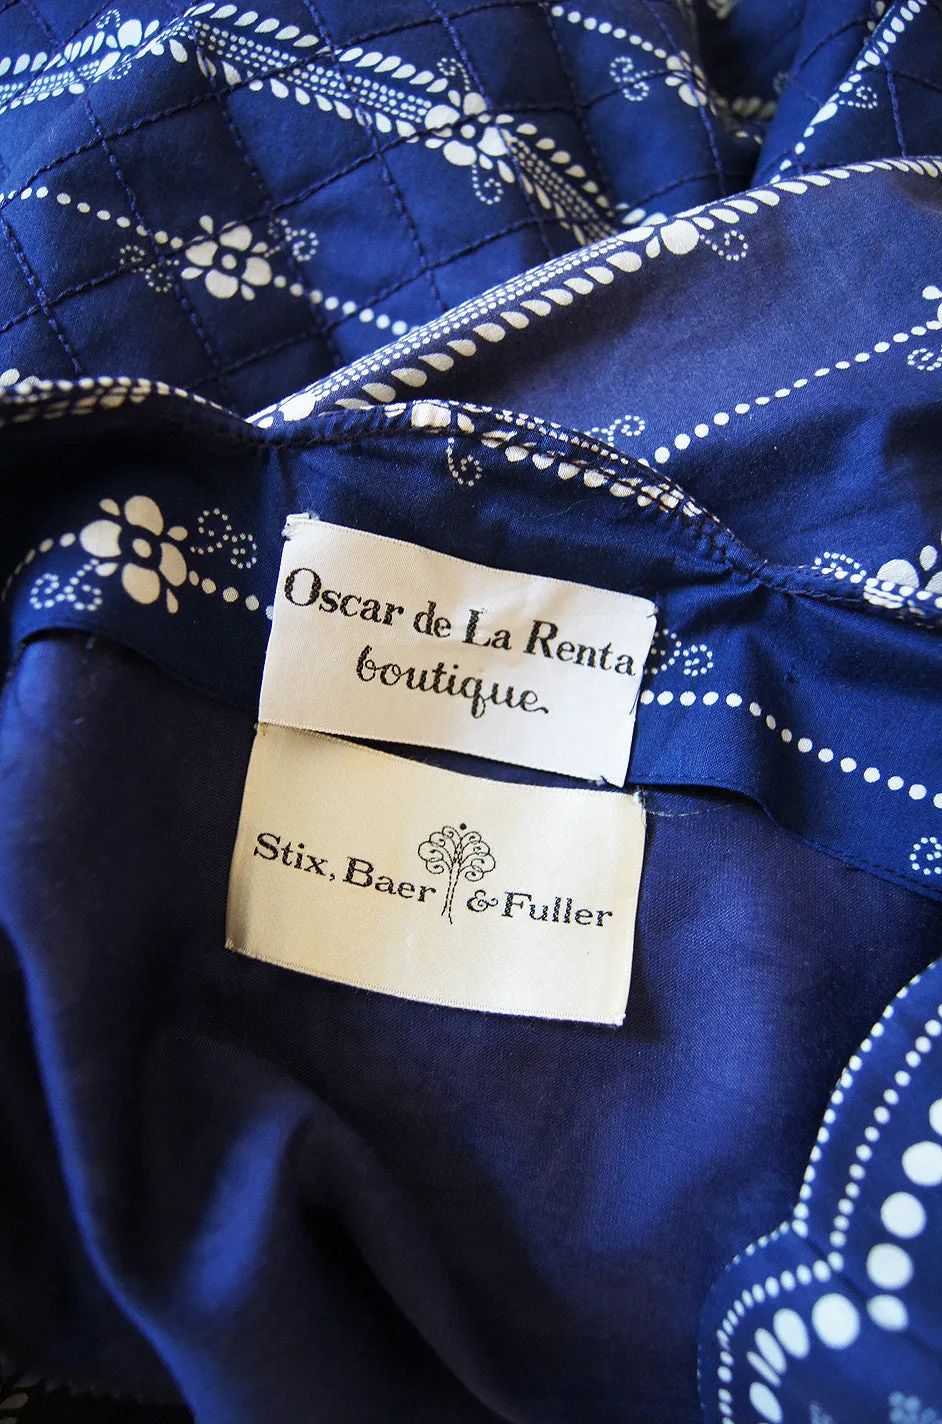 Oscar de La Renta
boutique
Stix, Baer & Fuller